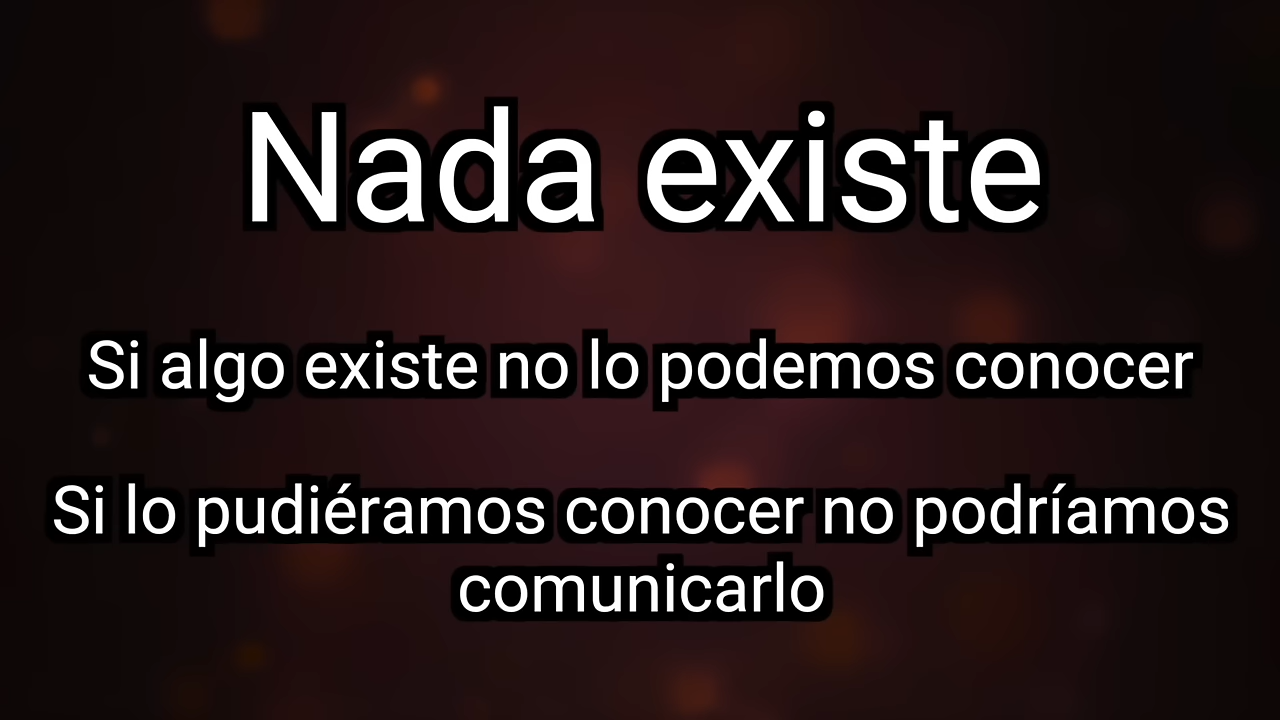 Nada existe
Si algo existe no lo podemos conocer
Si lo pudiéramos conocer no podríamos
comunicarlo